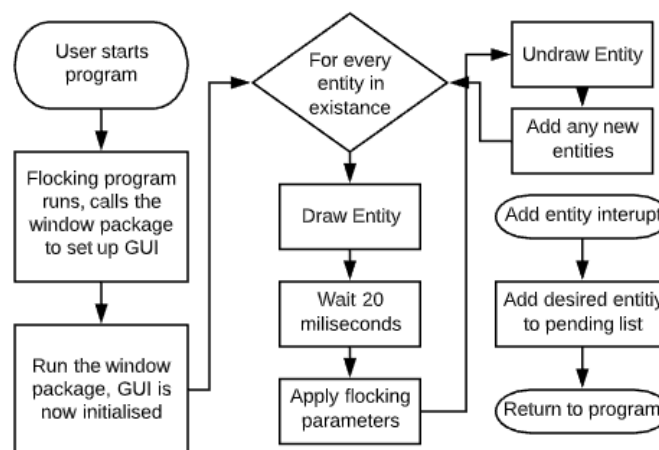 User starts
program
Flocking program
runs, calls the
window package
to set up GUI
Run the window
package, GUI is
now initialised
For every
entity in
existance
Draw Entity
Wait 20
miliseconds
Apply flocking
parameters
Undraw Entity
Add any new
entities
Add entity interupt
Add desired entitiy
to pending list
Return to program